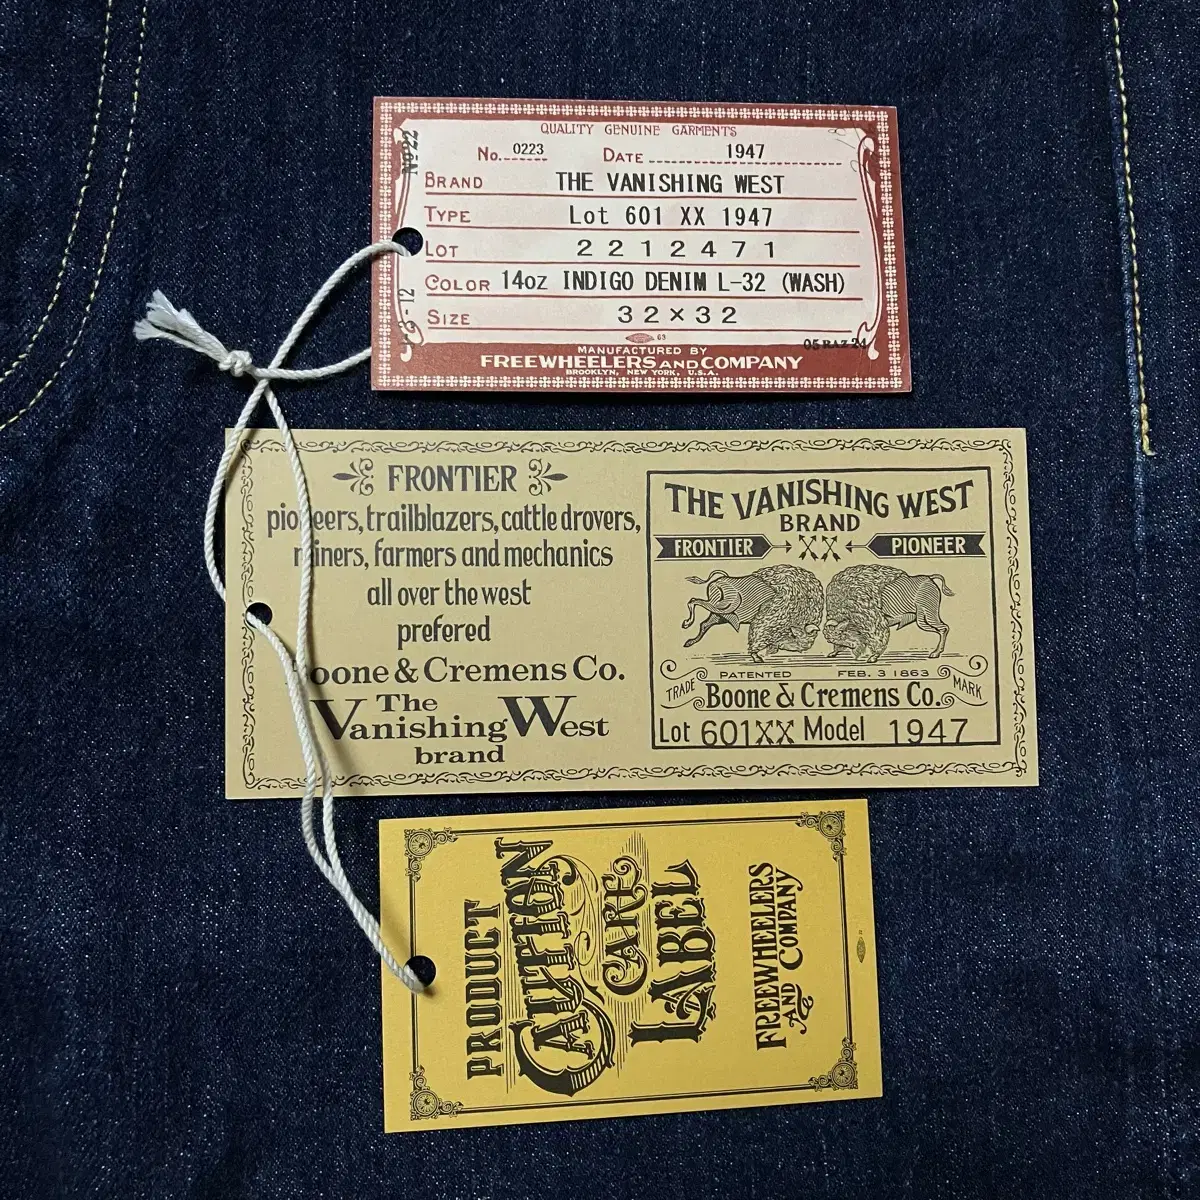 QUALITY GENUINE GARMENTS
No. 0223 DATE 1947
No 22
BRAND THE VANISHING WEST
TYPE Lot 601 XX 1947
LOT 2212471
COLOR 14oz INDIGO DENIM L-32 (WASH)
SIZE 32×32
MANUFACTURED BY
FREEWHEELERS AND COMPANY
BROOKLYN, NEW YORK, U.S.A.
FRONTIER
pioneers, trailblazers, cattle drovers,
miners, farmers and mechanics
all over the west
prefered
Boone & Cremens Co.
The
Vanishing West
brand
THE VANISHING WEST
BRAND
FRONTIER XX PIONEER
PATENTED FEB. 3 1863
TRADE Boone & Cremens Co. MARK
Lot 601XX Model 1947
PRODUCT
CAUTION
CARE
LABEL
FREEWHEELERS
AND COMPANY